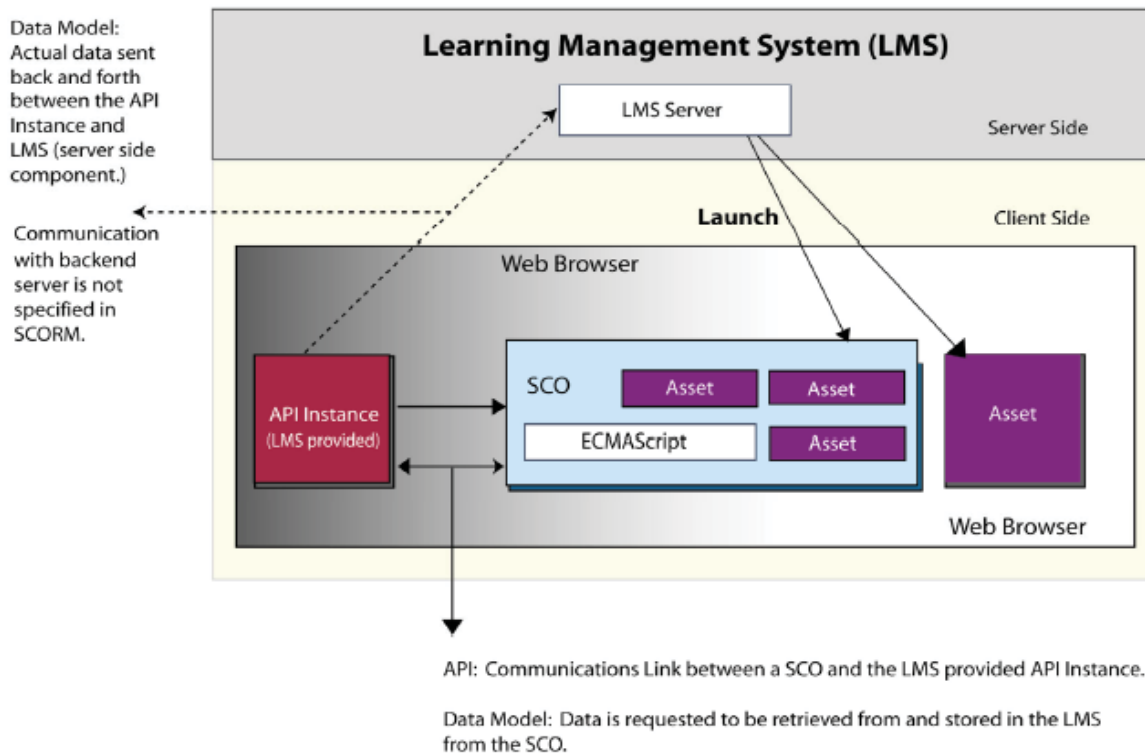 Data Model:
Actual data sent
back and forth
between the API
Instance and
LMS (server side
component.)
Communication
with backend
server is not
specified in
SCORM.
Learning Management System (LMS)
LMS Server
Server Side
Launch
Client Side
Web Browser
API Instance
(LMS provided)
SCO
Asset
Asset
ECMAScript
Asset
Asset
Web Browser
API: Communications Link between a SCO and the LMS provided API Instance.
Data Model: Data is requested to be retrieved from and stored in the LMS
from the SCO.